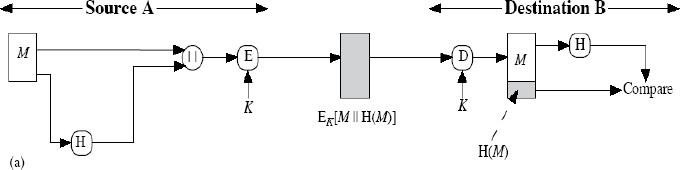 Source A
Destination B
M
||
E
D
M
H
K
K
Compare
E_K[M || H(M)]
H
H(M)
(a)